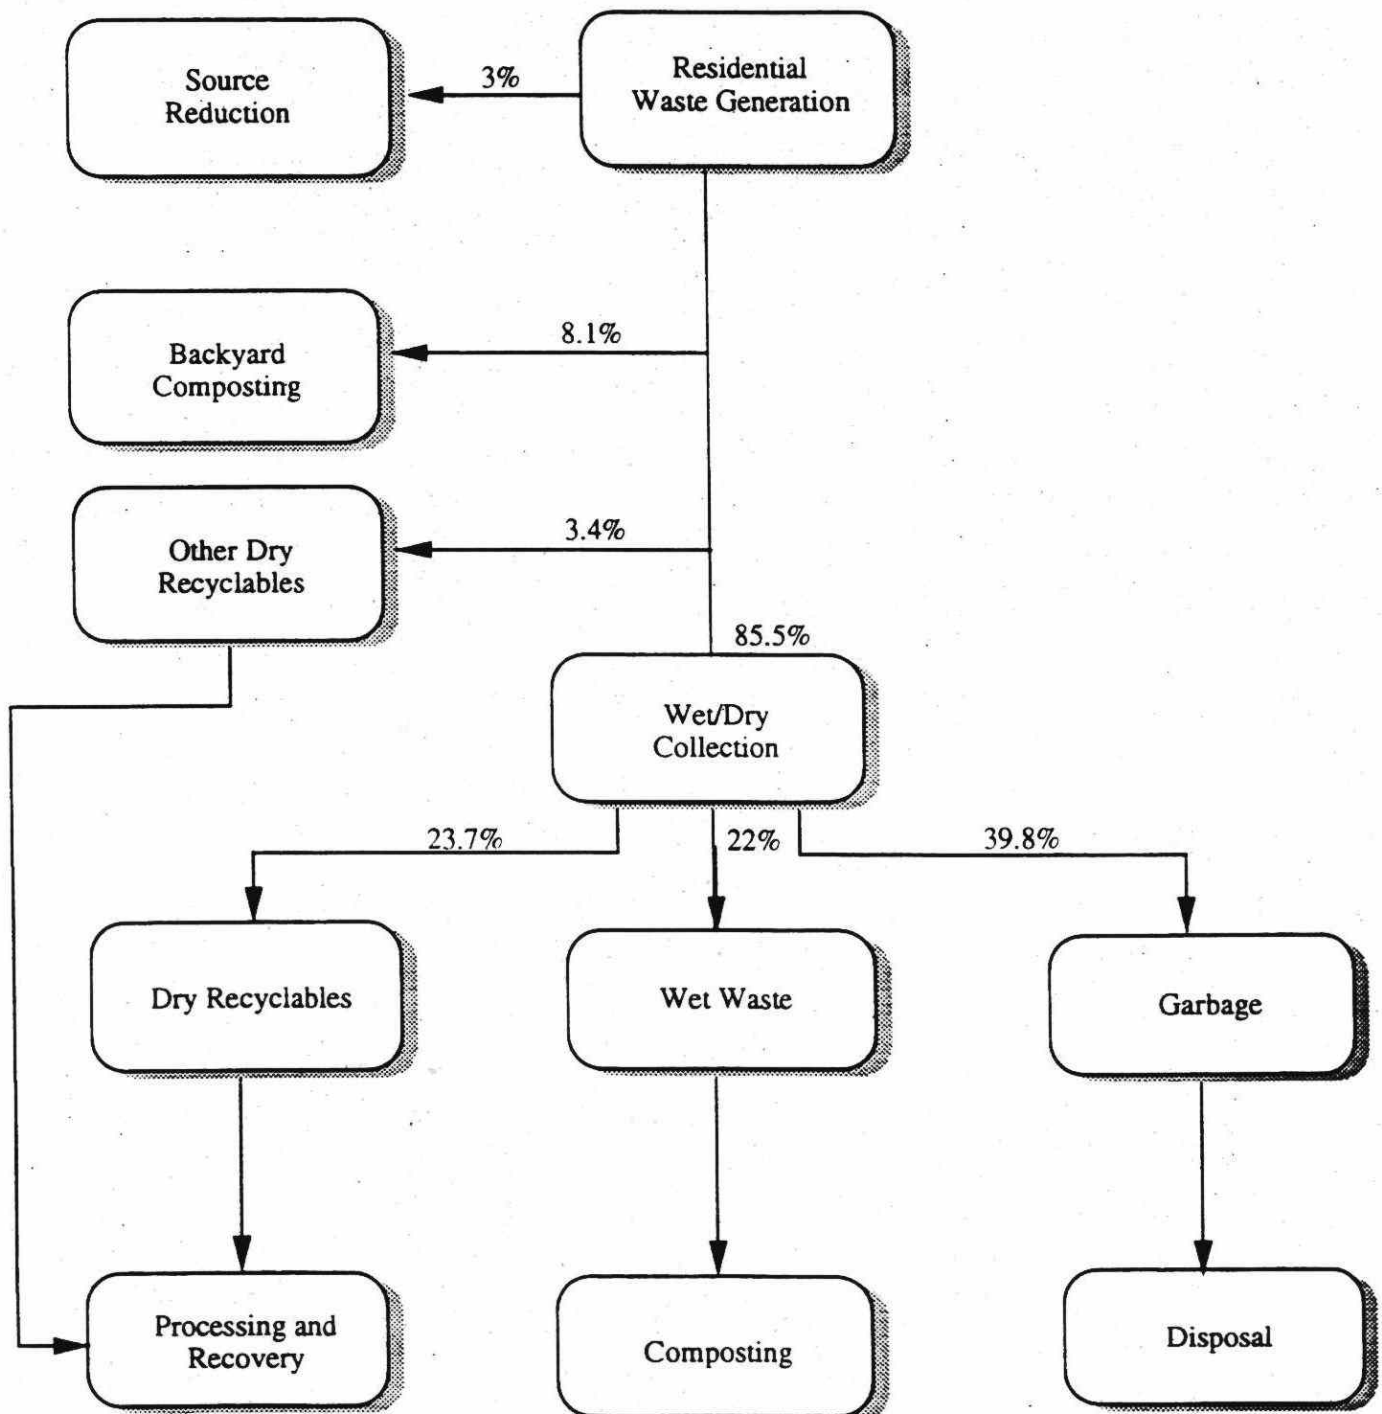 Source
Reduction
3%
Residential
Waste Generation
Backyard
Composting
8.1%
Other Dry
Recyclables
3.4%
85.5%
Wet/Dry
Collection
23.7%
22%
39.8%
Dry Recyclables
Wet Waste
Garbage
Processing and
Recovery
Composting
Disposal